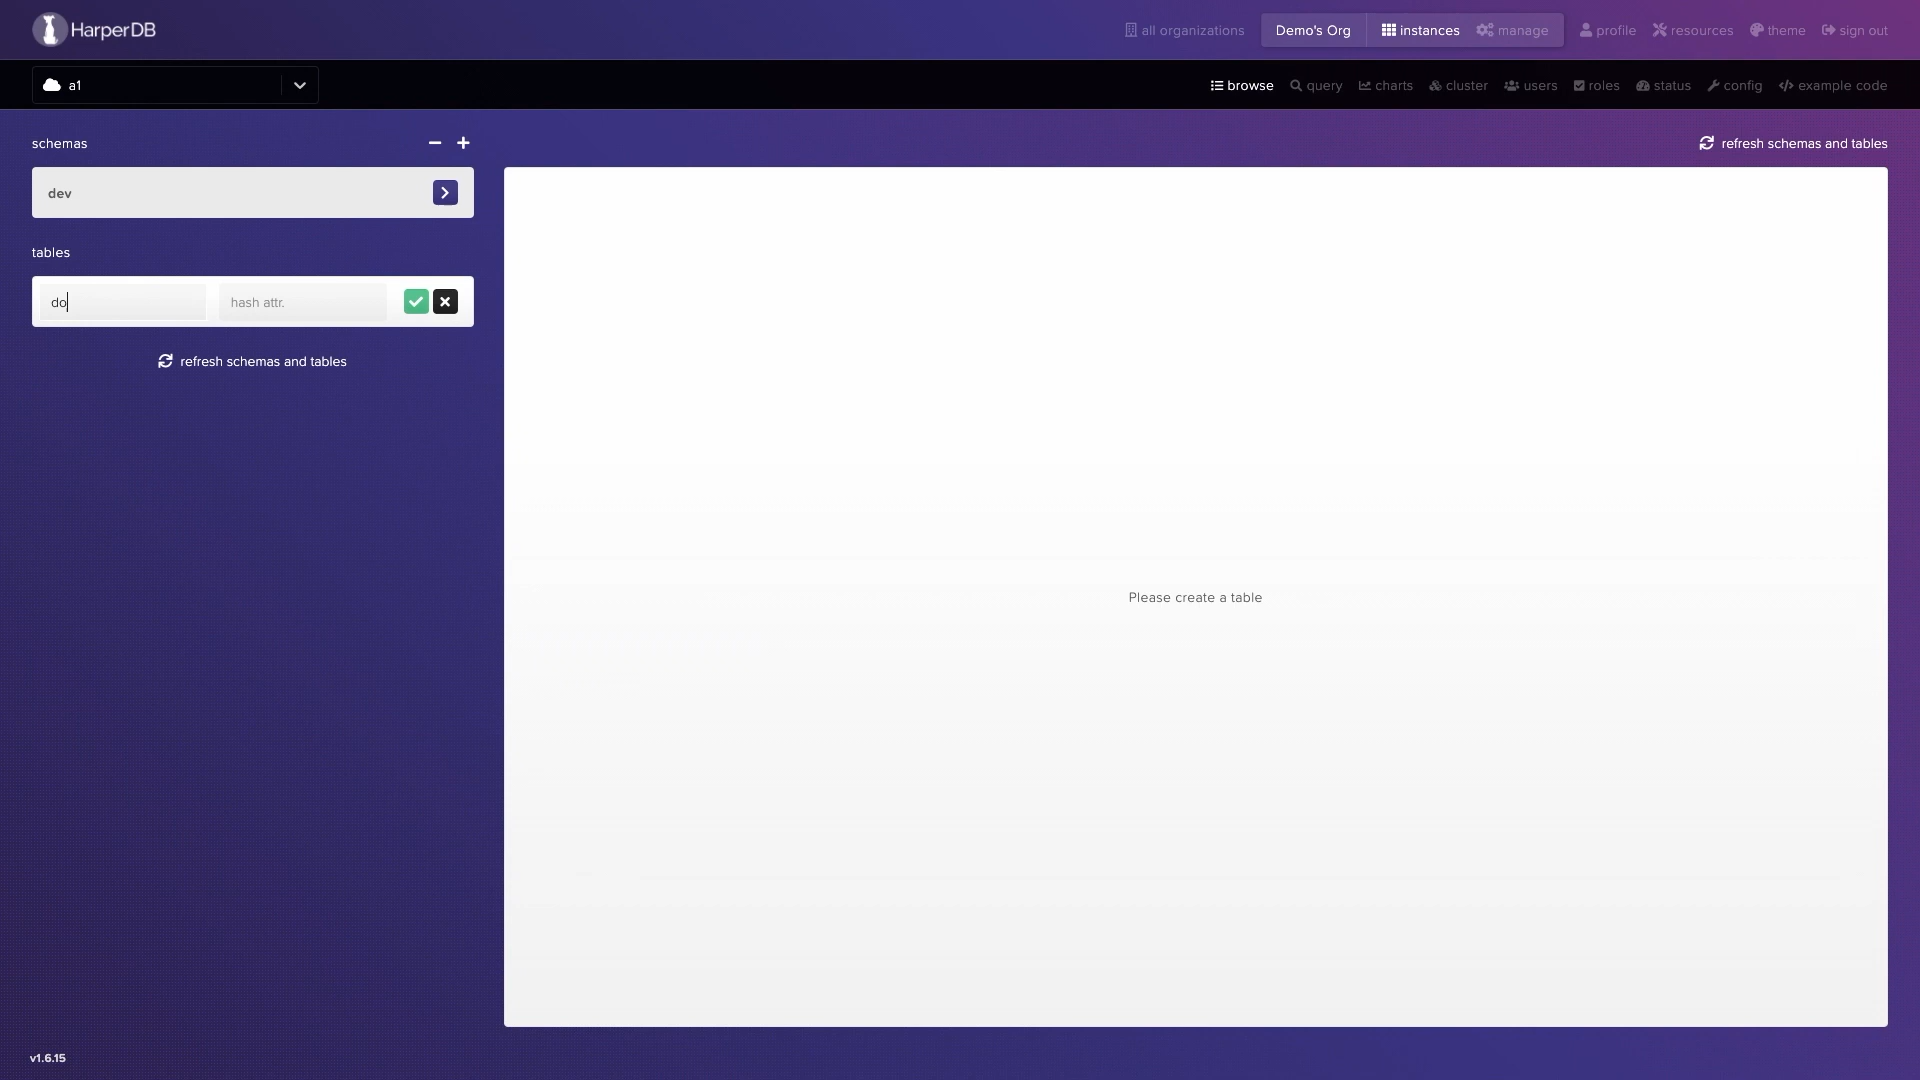 HarperDB
all organizations
Demo's Org
instances
manage
profile
resources
theme
sign out
a1
browse
query
charts
cluster
users
roles
status
config
example code
schemas
refresh schemas and tables
dev
tables
do
hash attr.
refresh schemas and tables
Please create a table
v1.6.15